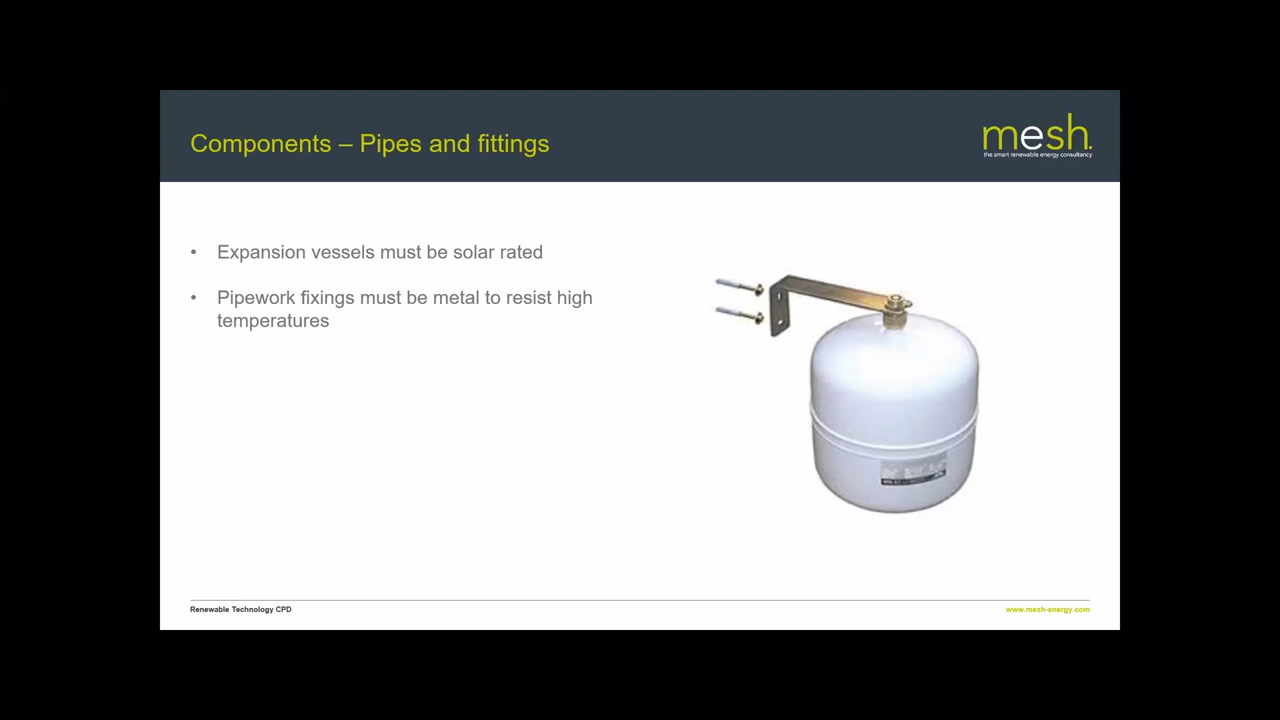 Components – Pipes and fittings
mesh.
the smart renewable energy consultancy
• Expansion vessels must be solar rated
• Pipework fixings must be metal to resist high
temperatures
Renewable Technology CPD
www.mesh-energy.com